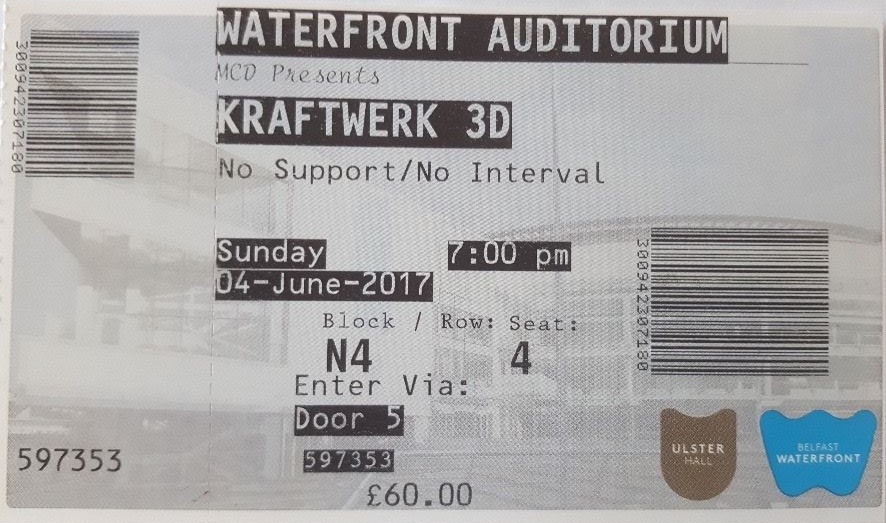 WATERFRONT AUDITORIUM
MCD Presents
KRAFTWERK 3D
No Support/No Interval
Sunday 7:00 pm
04-June-2017
Block / Row: Seat:
N4 4
Enter Via:
Door 5
597353
597353
£60.00
300942307180
300942307180
ULSTER
HALL
BELFAST
WATERFRONT